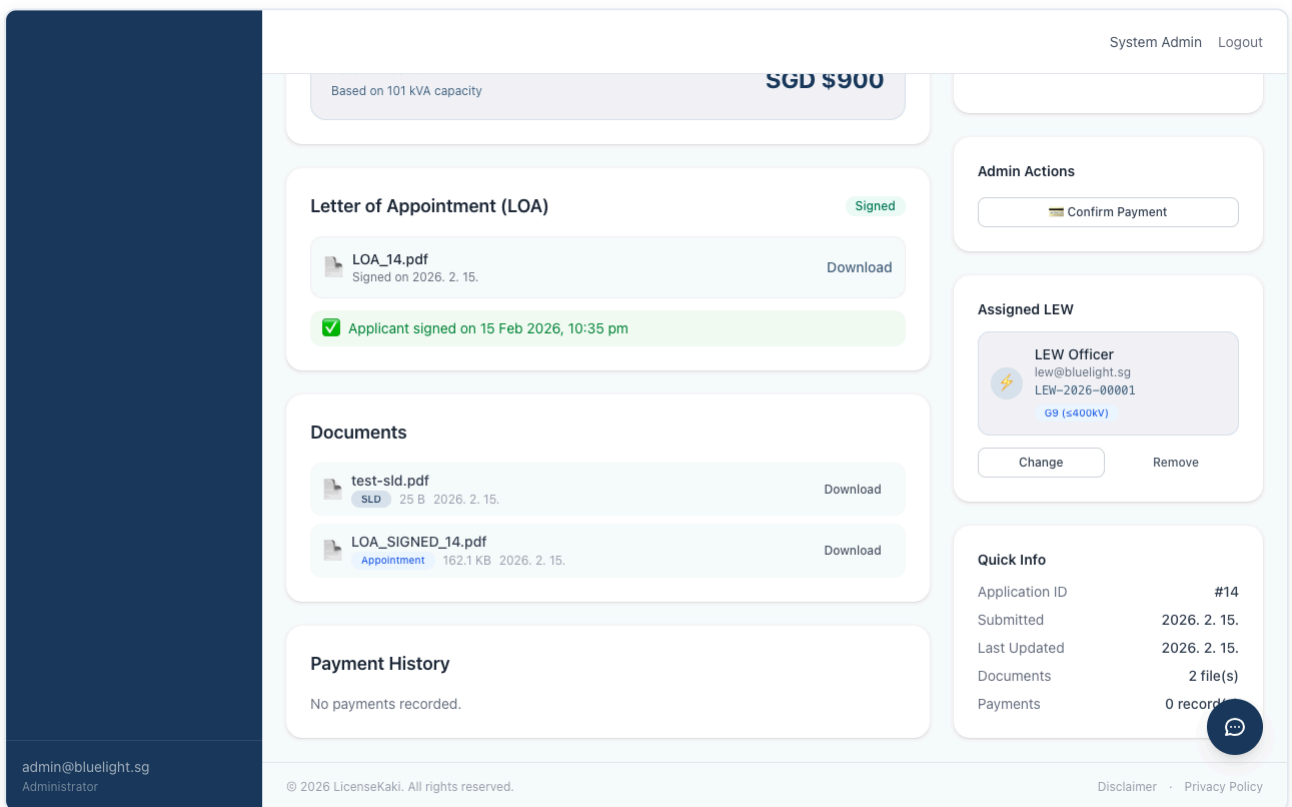 System Admin
Logout
Based on 101 kVA capacity
SGD $900
Letter of Appointment (LOA)
Signed
LOA_14.pdf
Signed on 2026. 2. 15.
Download
Applicant signed on 15 Feb 2026, 10:35 pm
Documents
test-sld.pdf
SLD 25 B 2026. 2. 15.
Download
LOA_SIGNED_14.pdf
Appointment 162.1 KB 2026. 2. 15.
Download
Payment History
No payments recorded.
Admin Actions
Confirm Payment
Assigned LEW
LEW Officer
lew@bluelight.sg
LEW-2026-00001
G9 (≤400kV)
Change
Remove
Quick Info
Application ID #14
Submitted 2026. 2. 15.
Last Updated 2026. 2. 15.
Documents 2 file(s)
Payments 0
admin@bluelight.sg
Administrator
© 2026 LicenseKaki. All rights reserved.
Disclaimer · Privacy Policy